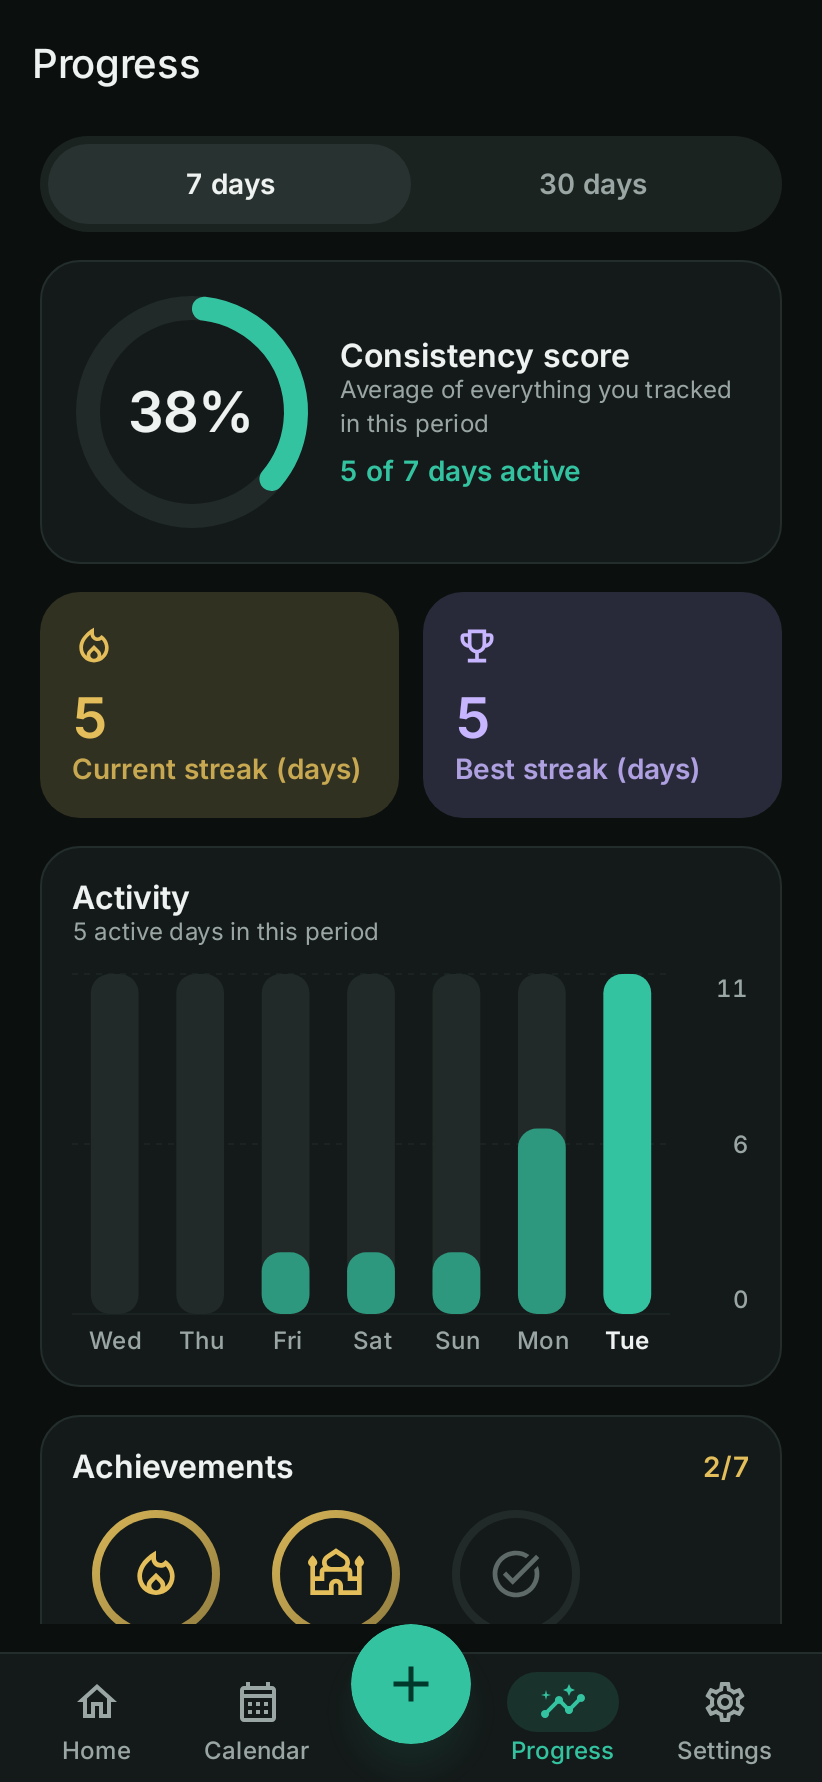 Progress
7 days
30 days
38%
Consistency score
Average of everything you tracked
in this period
5 of 7 days active
5
Current streak (days)
5
Best streak (days)
Activity
5 active days in this period
11
6
0
Wed Thu Fri Sat Sun Mon Tue
Achievements
2/7
Home
Calendar
Progress
Settings